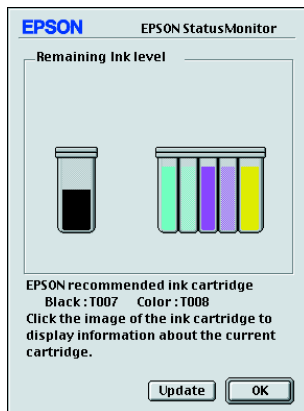 EPSON EPSON StatusMonitor
Remaining Ink level
EPSON recommended ink cartridge
Black : T007 Color : T008
Click the image of the ink cartridge to
display information about the current
cartridge.
Update OK